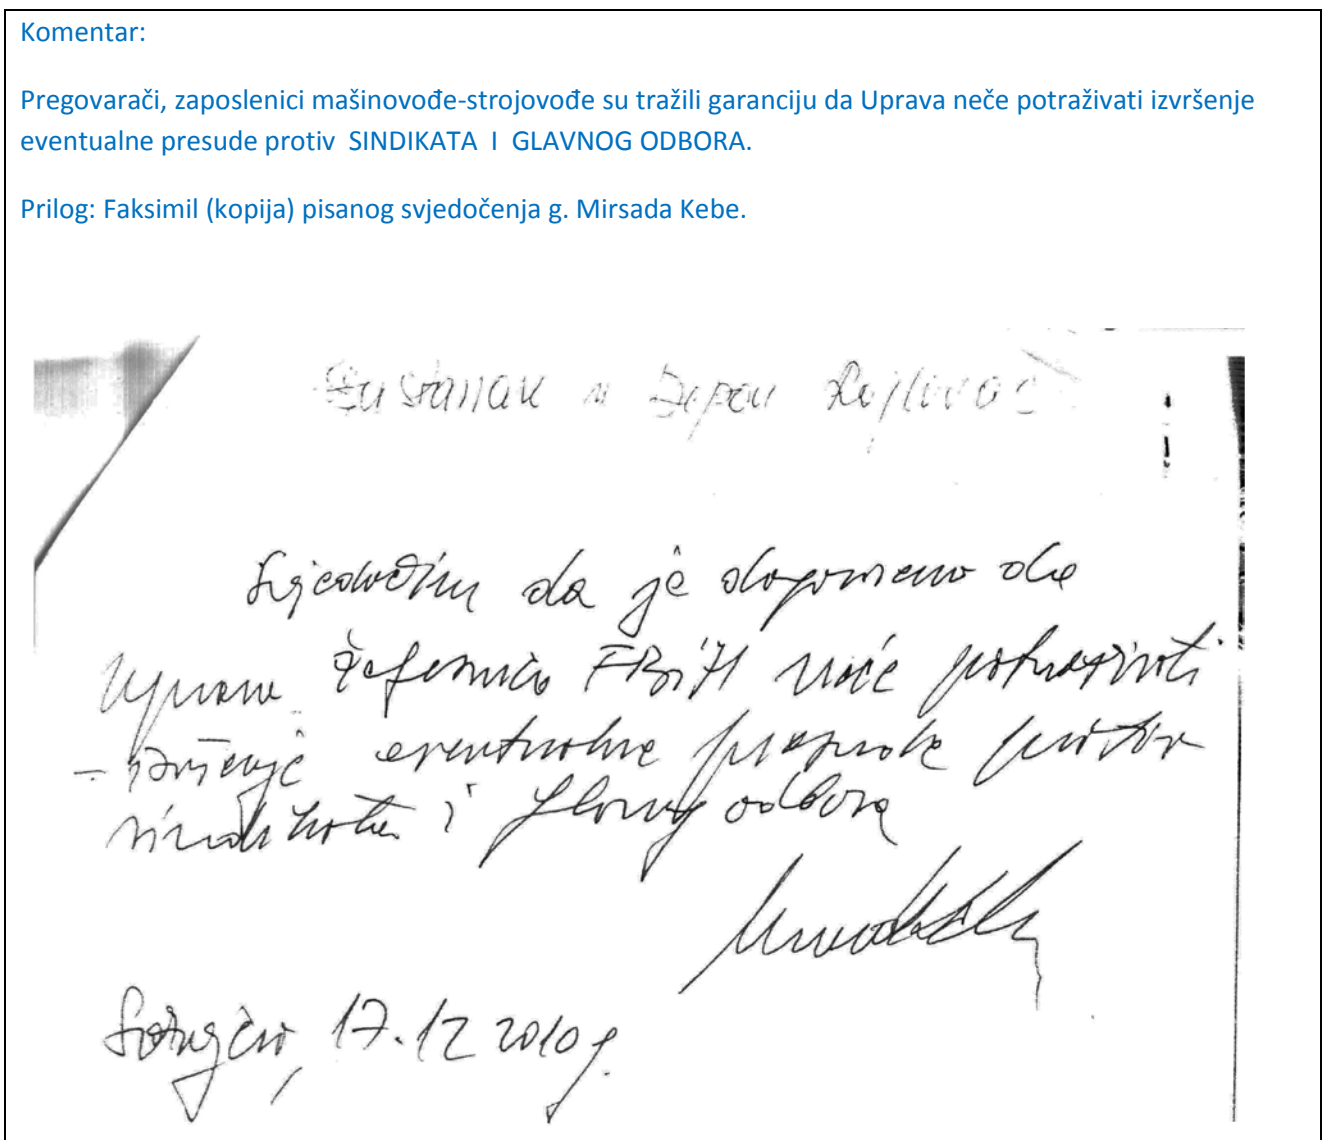 Komentar:
Pregovarači, zaposlenici mašinovođe-strojovođe su tražili garanciju da Uprava neče potraživati izvršenje
eventualne presude protiv SINDIKATA I GLAVNOG ODBORA.
Prilog: Faksimil (kopija) pisanog svjedočenja g. Mirsada Kebe.
Sustanak u Depou Rajlovac
Svjedočim da je dogovoreno da
Uprava Željeznica FBiH neće potraživati
izvršenje eventualne presude protiv
sindikata i glavnog odbora
Sarajevo, 17.12 2010 g.